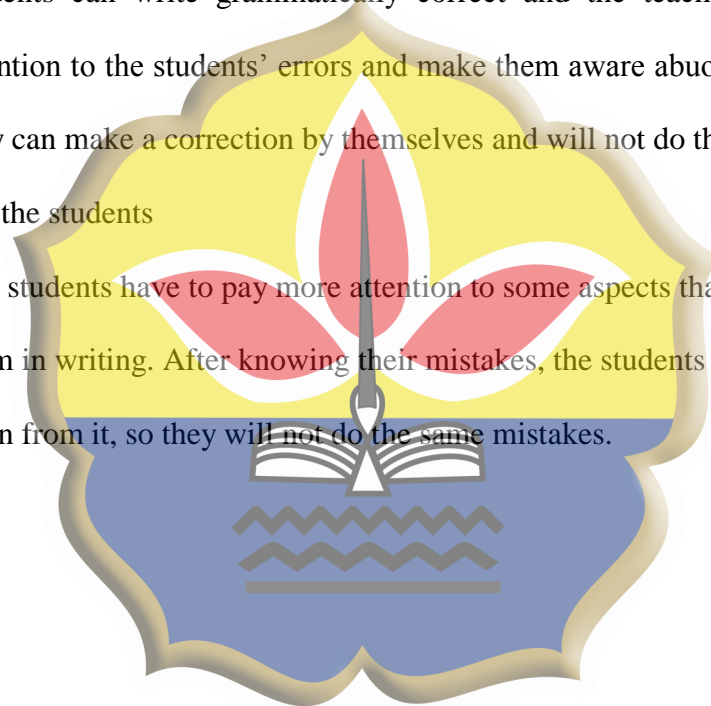 ents can write grammatically correct and the teach
ntion to the students’ errors and make them aware abuo
y can make a correction by themselves and will not do th
the students
students have to pay more attention to some aspects tha
m in writing. After knowing their mistakes, the students
n from it, so they will not do the same mistakes.